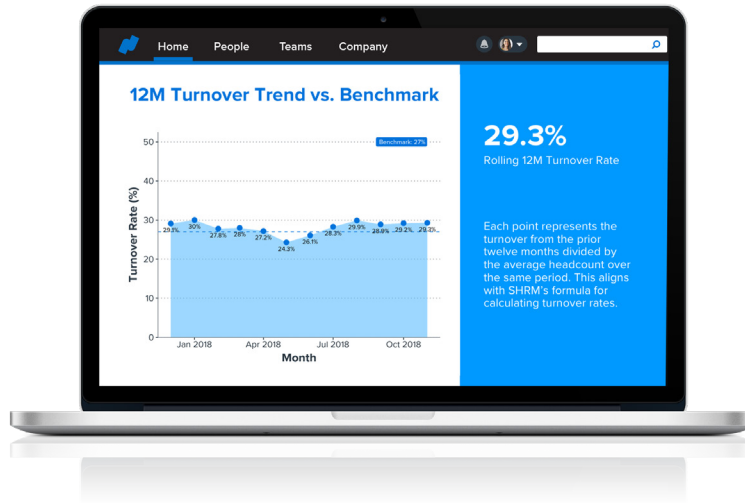 Home People Teams Company
12M Turnover Trend vs. Benchmark
29.3%
Rolling 12M Turnover Rate
Each point represents the
turnover from the prior
twelve months divided by
the average headcount over
the same period. This aligns
with SHRM's formula for
calculating turnover rates.
Turnover Rate (%)
50
40
30
20
10
0
Benchmark: 27%
29.1% 30% 27.8% 28% 27.2% 24.3% 26.1% 28.3% 29.9% 28.9% 29.2% 29.3%
Jan 2018 Apr 2018 Jul 2018 Oct 2018
Month